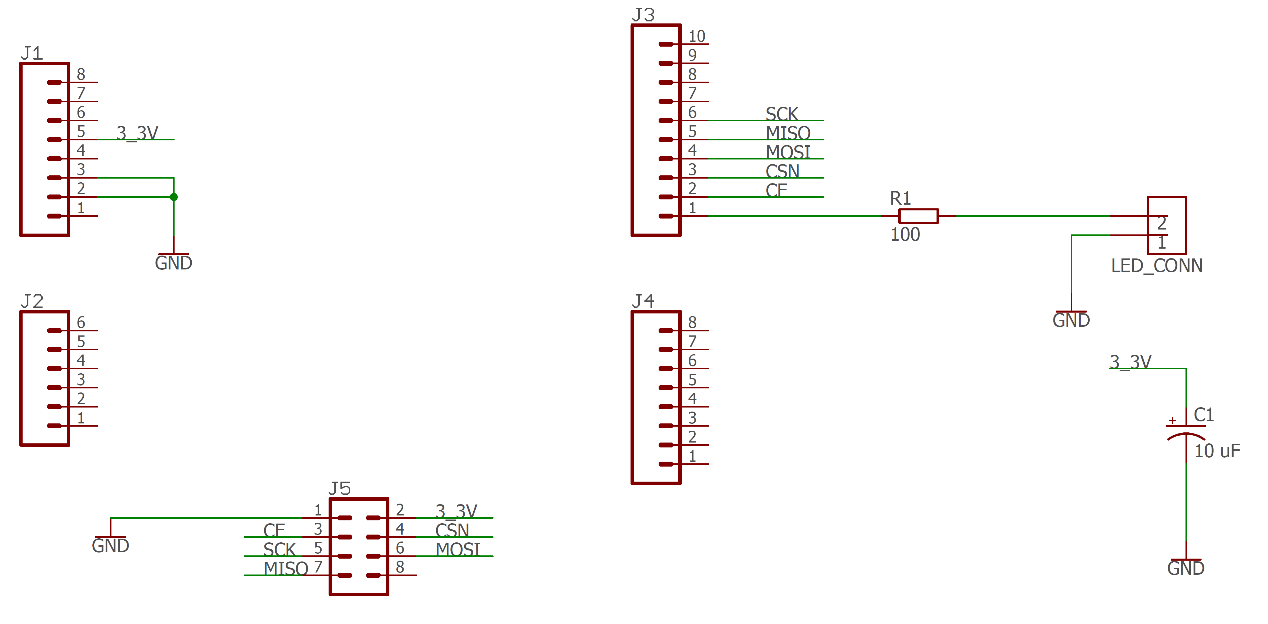 J1
8
7
6
5 3_3V
4
3
2
1
GND
J2
6
5
4
3
2
1
J3
10
9
8
7
6 SCK
5 MISO
4 MOSI
3 CSN
2 CE
1
R1
100
2
1
LED_CONN
GND
J4
8
7
6
5
4
3
2
1
3_3V
+ C1
10 uF
GND
J5
1 2 3_3V
CE 3 4 CSN
SCK 5 6 MOSI
MISO 7 8
GND